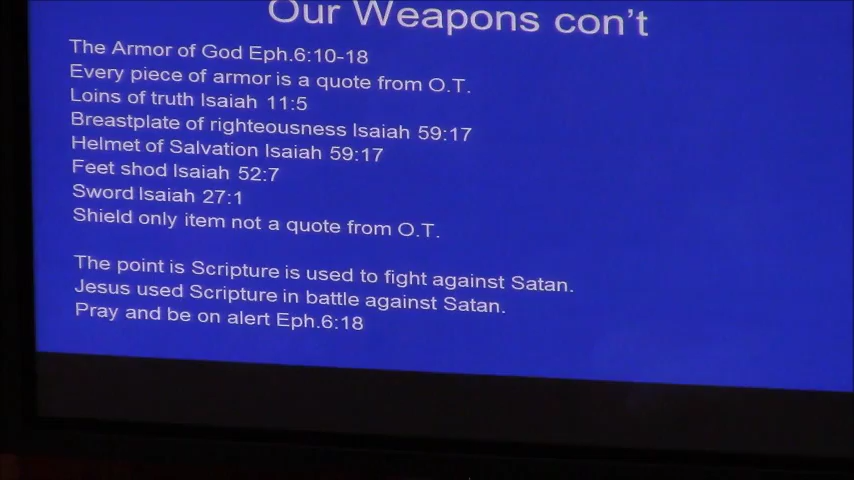 Our Weapons con't
The Armor of God Eph.6:10-18
Every piece of armor is a quote from O.T.
Loins of truth Isaiah 11:5
Breastplate of righteousness Isaiah 59:17
Helmet of Salvation Isaiah 59:17
Feet shod Isaiah 52:7
Sword Isaiah 27:1
Shield only item not a quote from O.T.
The point is Scripture is used to fight against Satan.
Jesus used Scripture in battle against Satan.
Pray and be on alert Eph.6:18